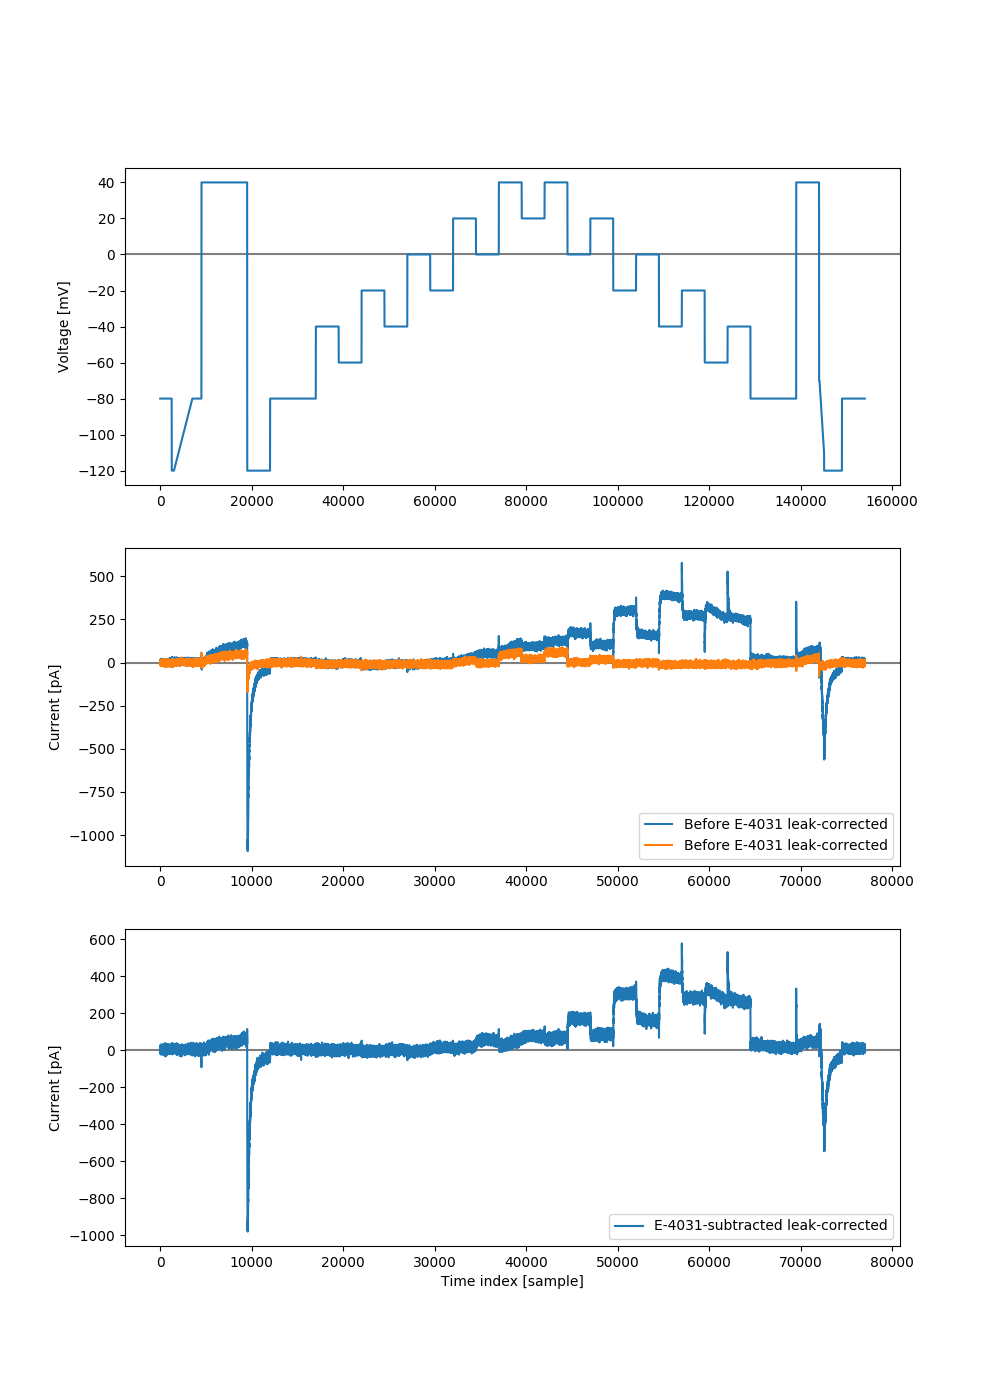 40
20
0
−20
−40
−60
−80
−100
−120
Voltage [mV]
0 20000 40000 60000 80000 100000 120000 140000 160000
500
250
0
−250
−500
−750
−1000
Current [pA]
Before E-4031 leak-corrected
Before E-4031 leak-corrected
0 10000 20000 30000 40000 50000 60000 70000 80000
600
400
200
0
−200
−400
−600
−800
−1000
Current [pA]
E-4031-subtracted leak-corrected
0 10000 20000 30000 40000 50000 60000 70000 80000
Time index [sample]